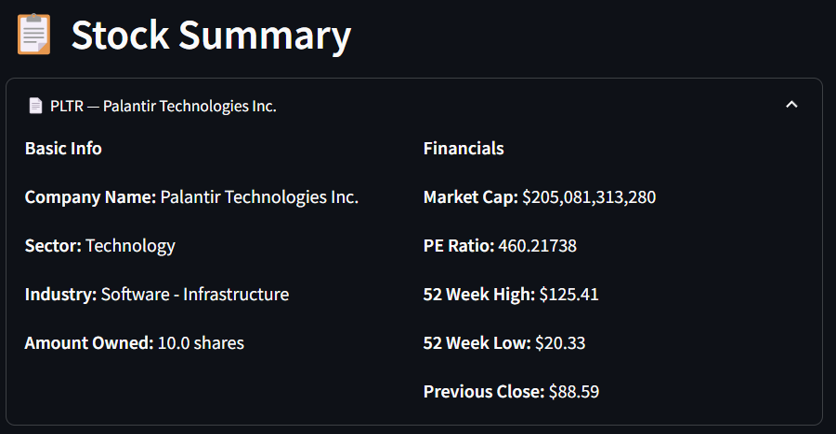 Stock Summary
PLTR — Palantir Technologies Inc.
Basic Info
Company Name: Palantir Technologies Inc.
Sector: Technology
Industry: Software - Infrastructure
Amount Owned: 10.0 shares
Financials
Market Cap: $205,081,313,280
PE Ratio: 460.21738
52 Week High: $125.41
52 Week Low: $20.33
Previous Close: $88.59